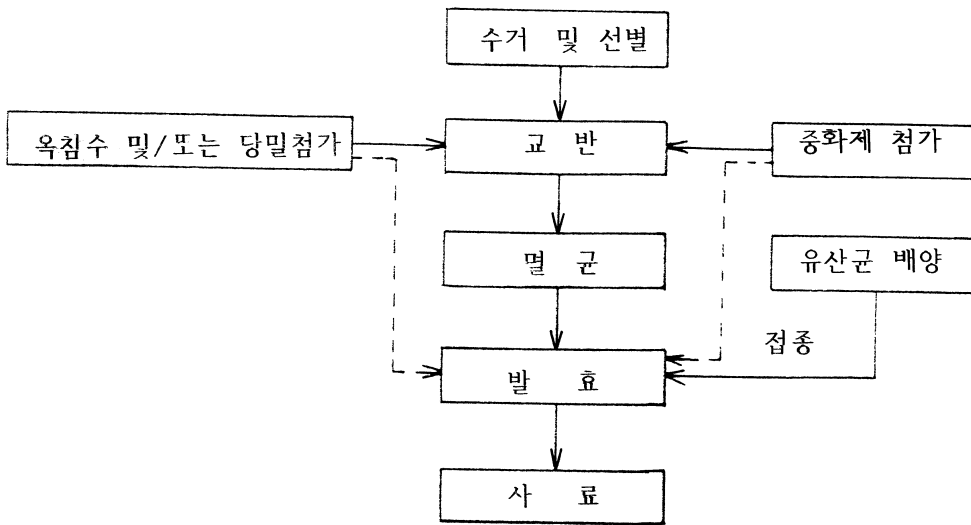 수거 및 선별
옥침수 및/또는 당밀첨가
교 반
중화제 첨가
멸 균
유산균 배양
접종
발 효
사 료